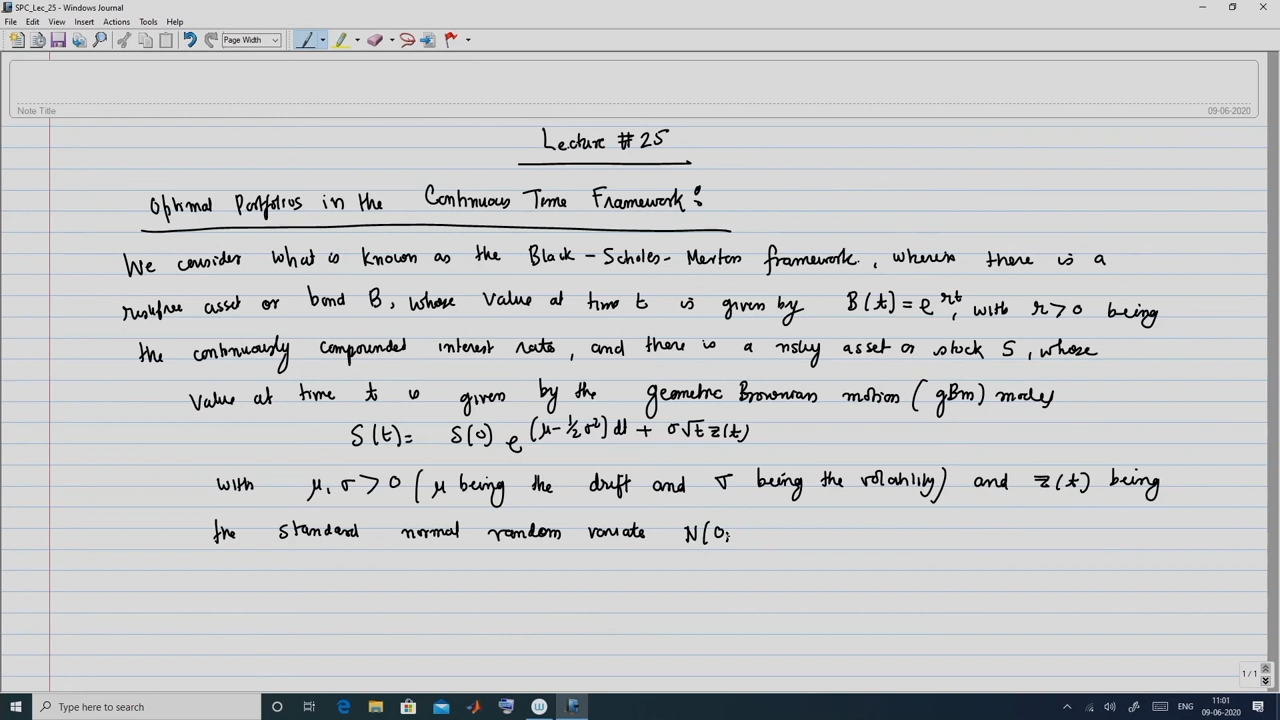 SPC_Lec_25 - Windows Journal
File Edit View Insert Actions Tools Help
Page Width
Note Title
09-06-2020
Lecture # 25
Optimal Portfolios in the Continuous Time Framework:
We consider what is known as the Black - Scholes - Merton framework, wherein there is a
riskfree asset or bond B, whose value at time t is given by B(t) = e^{rt}, with r > 0 being
the continuously compounded interest rate, and there is a risky asset or stock S, whose
value at time t is given by the geometric Brownian motion (gBm) model
S(t) = S(0) e^{(μ - 1/2 σ²) dt + σ√t z(t)}
with μ, σ > 0 (μ being the drift and σ being the volatility) and z(t) being
the standard normal random variate N(0,
1 / 1
Type here to search
ENG
11:01
09-06-2020